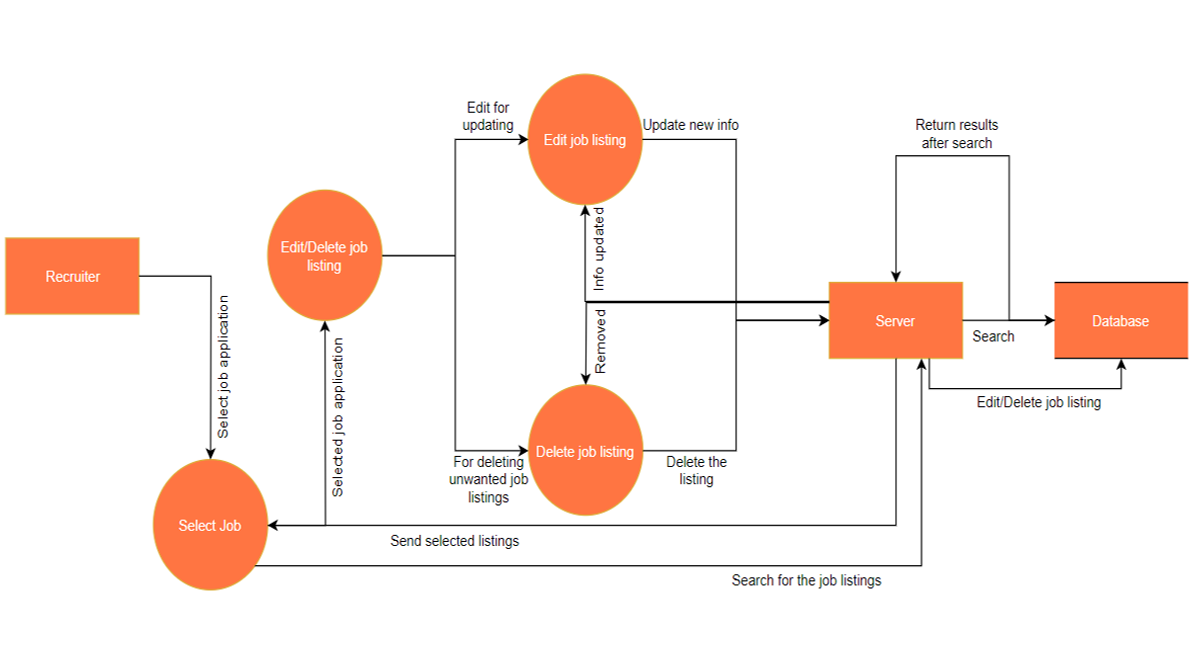 Edit for
updating
Edit job listing
Update new info
Return results
after search
Edit/Delete job
listing
Info updated
Recruiter
Select job application
Server
Database
Search
Removed
Selected job application
Edit/Delete job listing
Delete job listing
For deleting
unwanted job
listings
Delete the
listing
Select Job
Send selected listings
Search for the job listings